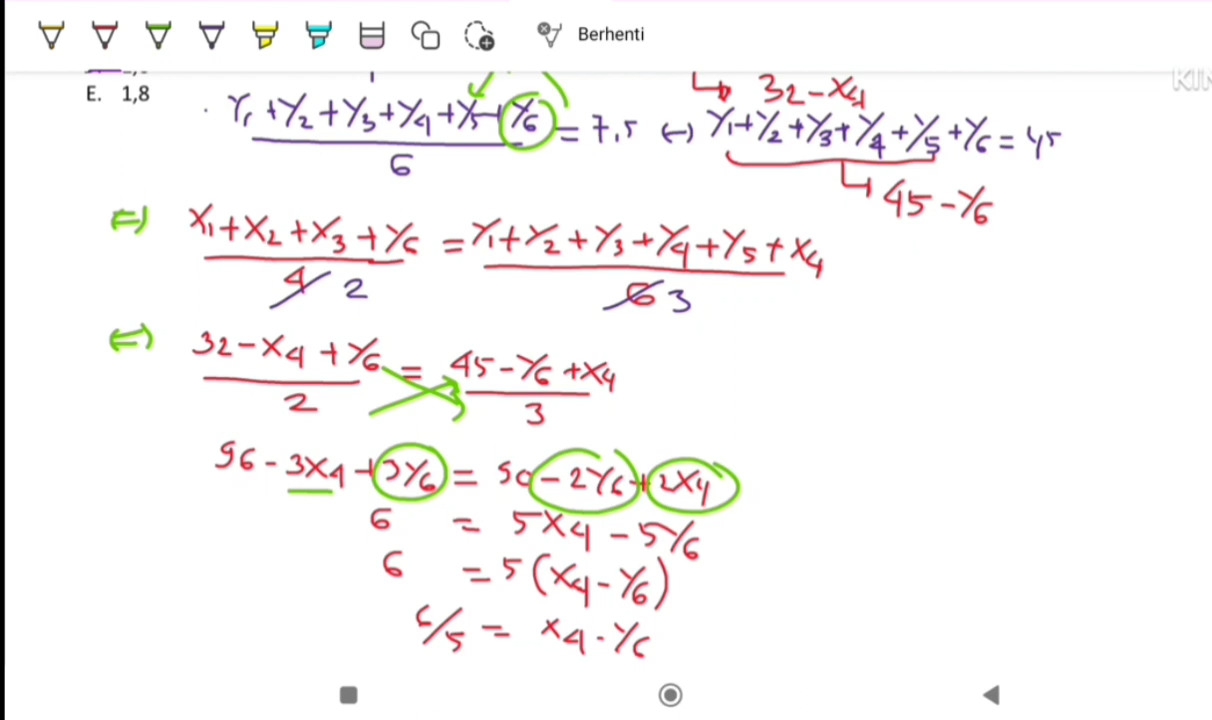 Berhenti
KIN
E. 1,8
↳ 32-X4
Y1+Y2+Y3+Y4+Y5+Y6 = 7,5 ↔ Y1+Y2+Y3+Y4+Y5+Y6 = 45
6
↳ 45-Y6
X1+X2+X3+Y6 = Y1+Y2+Y3+Y4+Y5+X4
4 2 6 3
32-X4+Y6 = 45-Y6+X4
2 3
96-3X4+3Y6 = 90-2Y6+2X4
6 = 5X4-5Y6
6 = 5(X4-Y6)
6/5 = X4-Y6